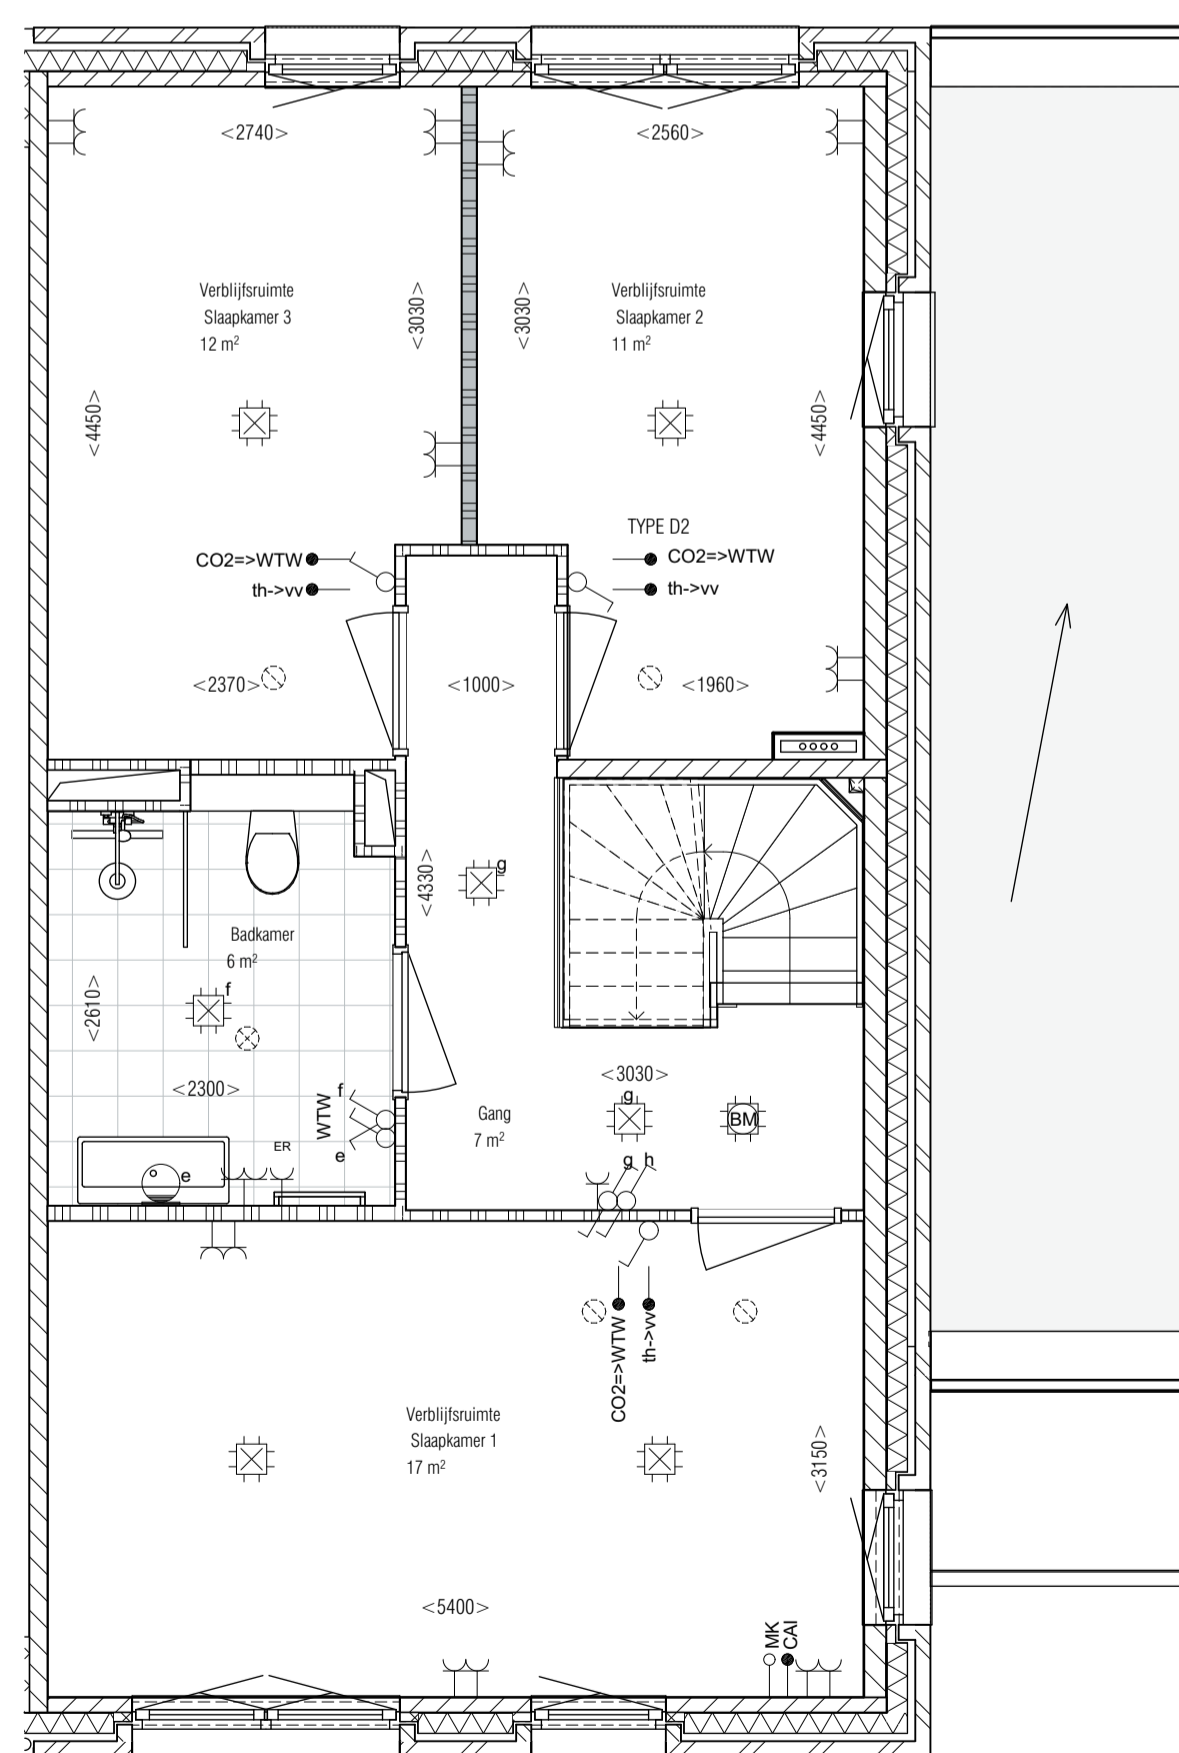 <2740>
<2560>
Verblijfsruimte
Slaapkamer 3
12 m²
<3030>
<3030>
Verblijfsruimte
Slaapkamer 2
11 m²
<4450>
<4450>
TYPE D2
CO2=>WTW
th->vv
CO2=>WTW
th->vv
<2370>
<1000>
<1960>
<4330>
g
Badkamer
6 m²
f
<2610>
<2300>
<3030>
g
BM
Gang
7 m²
WTW
f
e
ER
e
g h
CO2=>WTW
th->vv
Verblijfsruimte
Slaapkamer 1
17 m²
<3150>
<5400>
MK
CAI